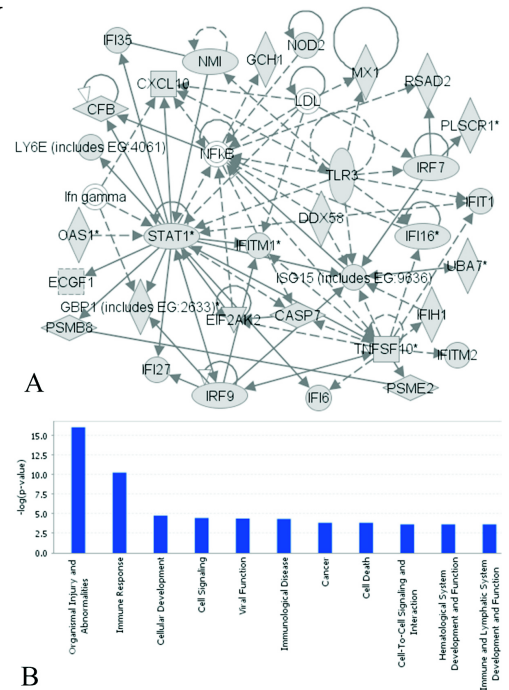 IFI35
NMI
GCH1
NOD2
MX1
RSAD2
CXCL10
LDL
CFB
PLSCR1*
LY6E (includes EG:4061)
NFkB
TLR3
IRF7
Ifn gamma
DDX58
IFIT1
OAS1*
STAT1*
IFITM1*
IFI16*
ECGF1
ISG15 (includes EG:9636)
UBA7*
GBP1 (includes EG:2633)*
EIF2AK2
CASP7
IFIH1
PSMB8
TNFSF10*
IFITM2
IFI27
IRF9
IFI6
PSME2
A
-log(p-value)
15.0
12.5
10.0
7.5
5.0
2.5
0.0
Organismal Injury and
Abnormalities
Immune Response
Cellular Development
Cell Signaling
Viral Function
Immunological Disease
Cancer
Cell Death
Cell-To-Cell Signaling and
Interaction
Hematological System
Development and Function
Immune and Lymphatic System
Development and Function
B